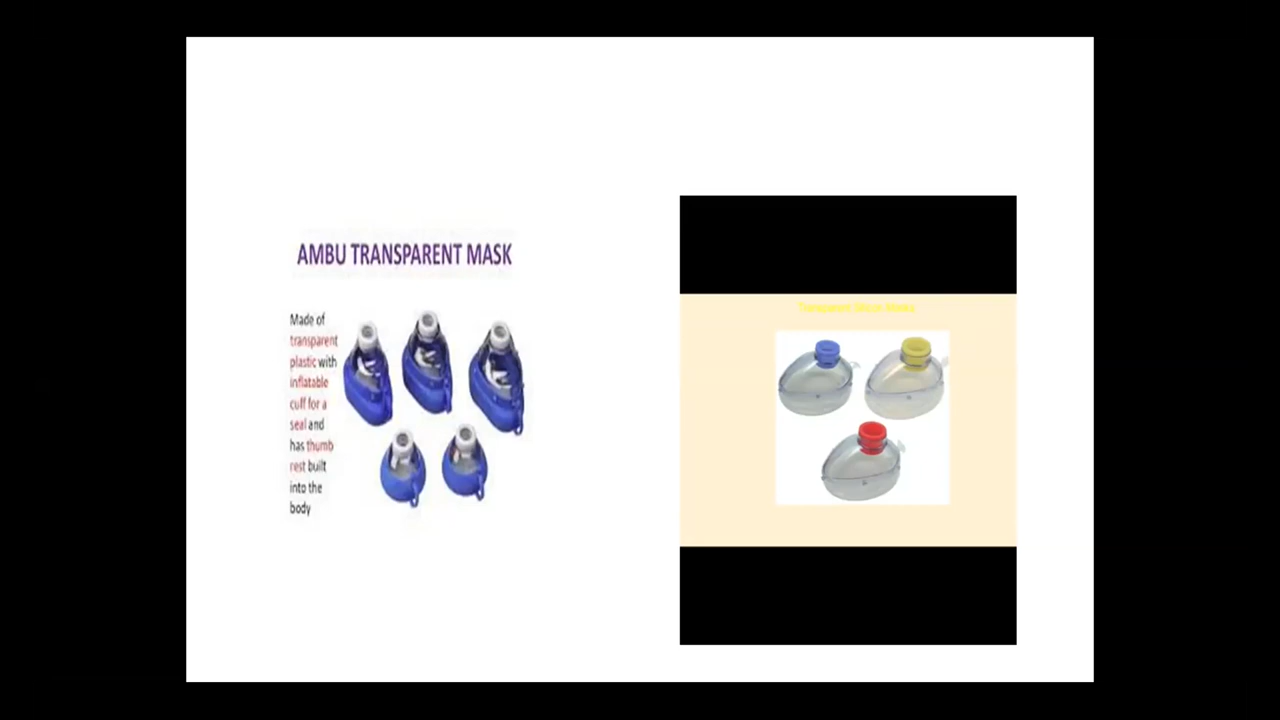 AMBU TRANSPARENT MASK
Made of
transparent
plastic with
inflatable
cuff for a
seal and
has thumb
rest built
into the
body